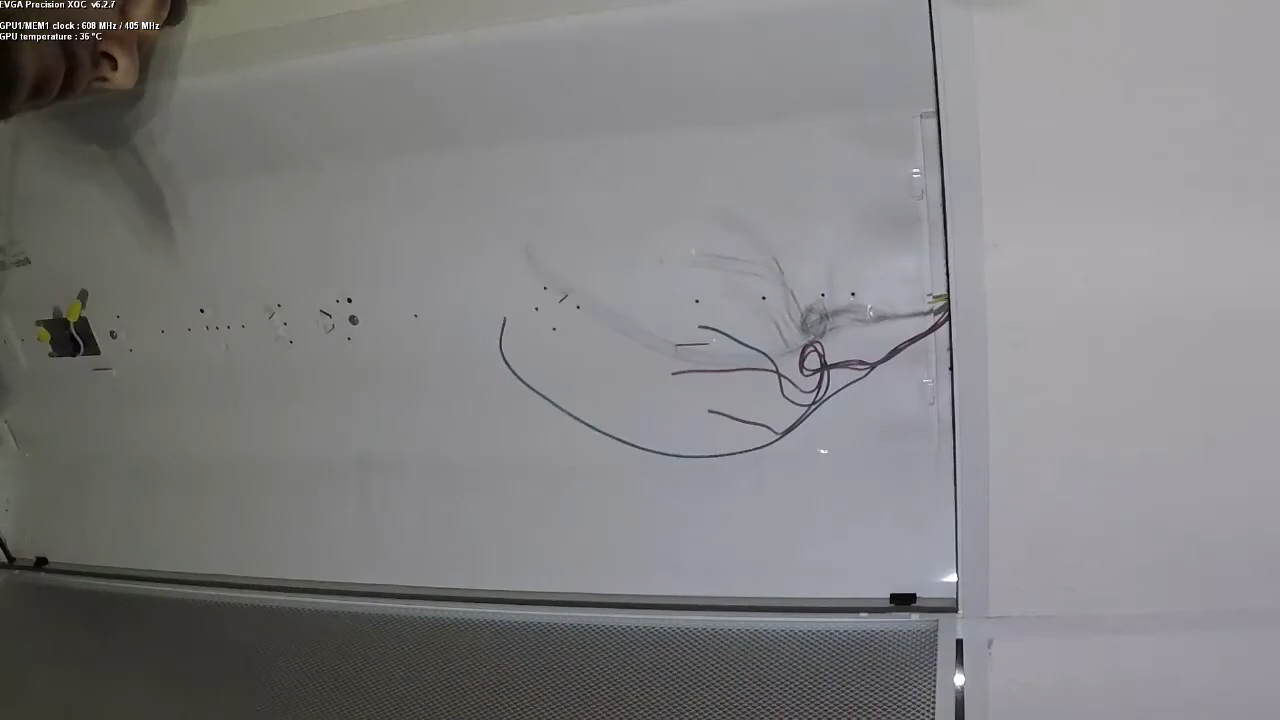 EVGA Precision XOC v6.2.7
GPU1/MEM1 clock : 608 MHz / 405 MHz
GPU temperature : 36 °C